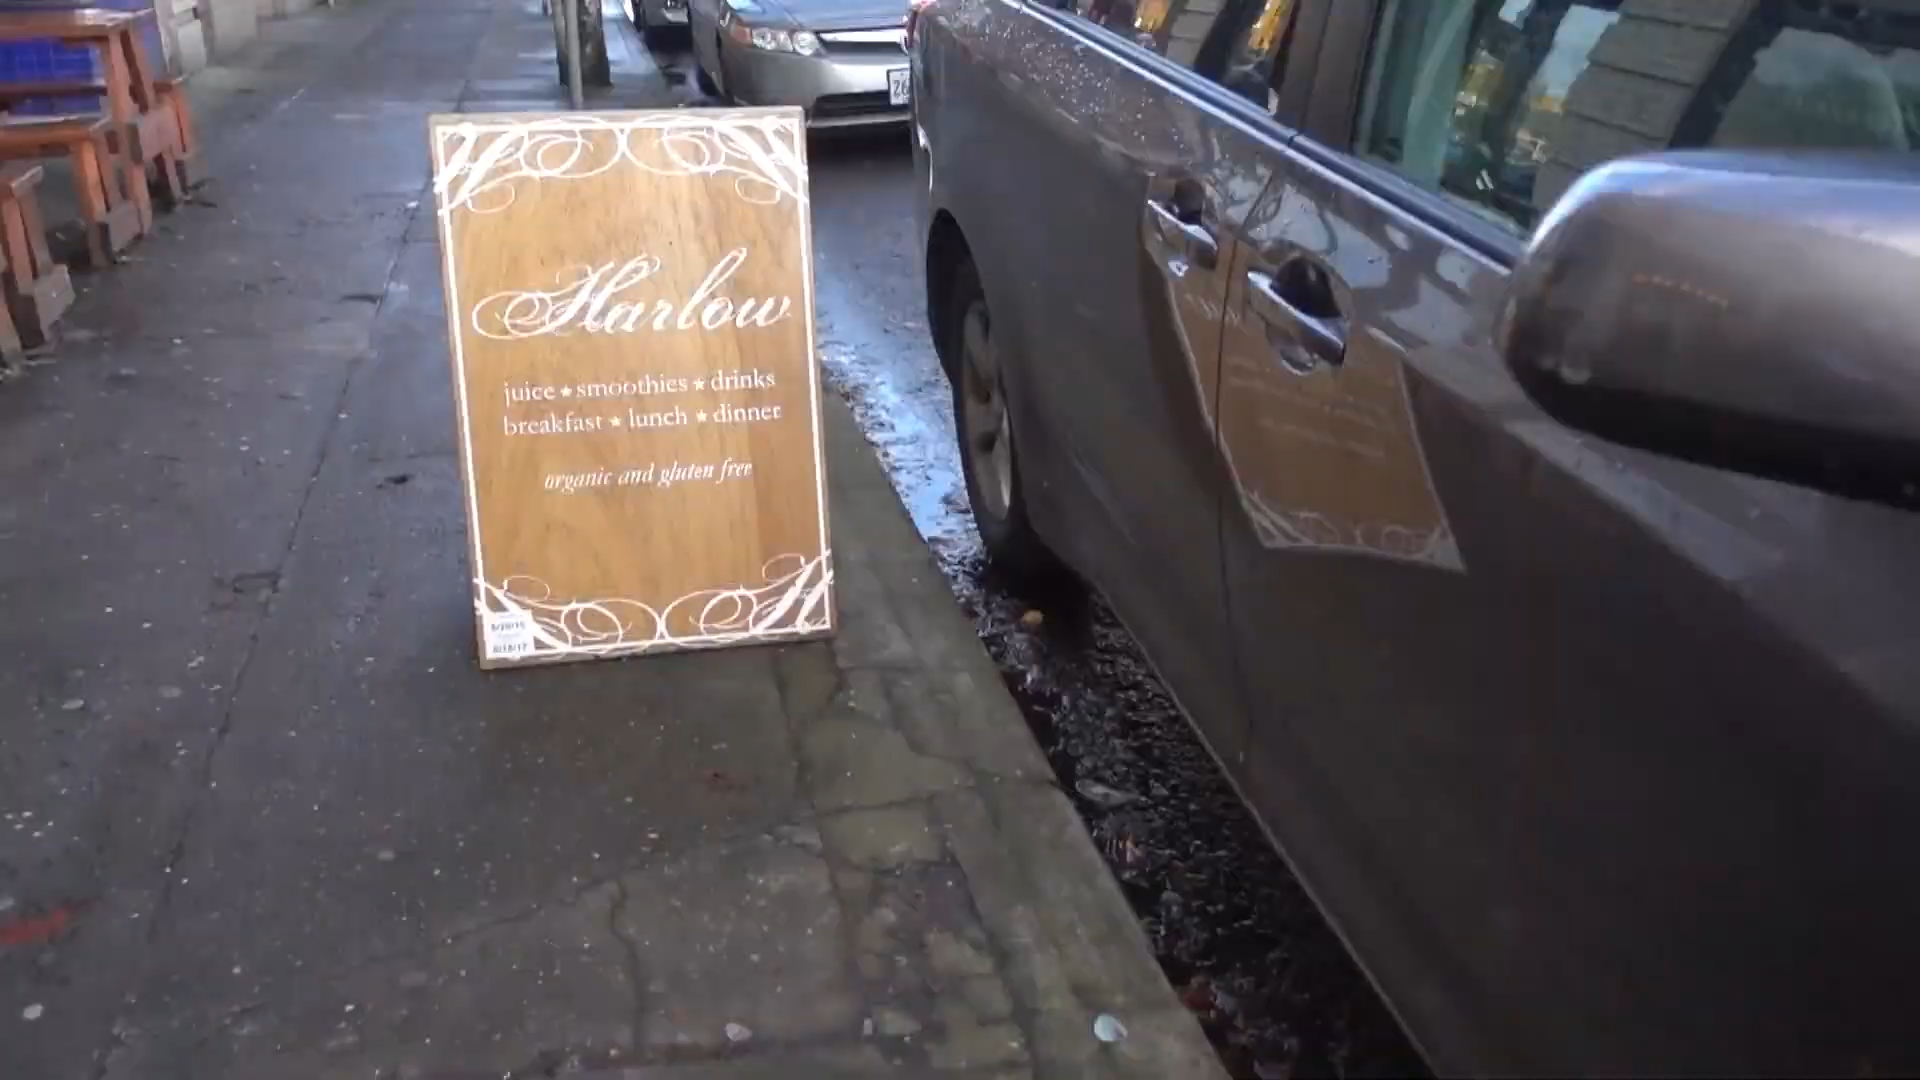 Harlow
juice ★ smoothies ★ drinks
breakfast ★ lunch ★ dinner
organic and gluten free